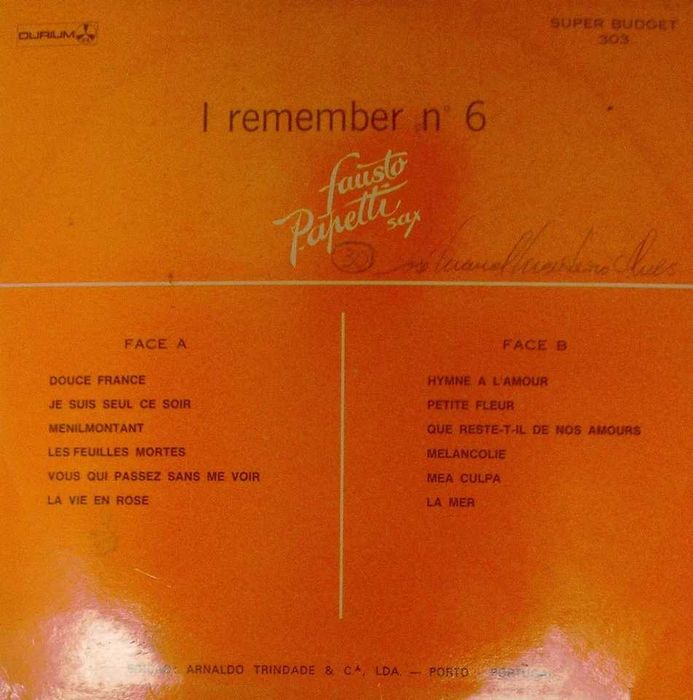 DURIUM
SUPER BUDGET
303
I remember n° 6
fausto
Papetti
sax
30
FACE A
DOUCE FRANCE
JE SUIS SEUL CE SOIR
MENILMONTANT
LES FEUILLES MORTES
VOUS QUI PASSEZ SANS ME VOIR
LA VIE EN ROSE
FACE B
HYMNE A L'AMOUR
PETITE FLEUR
QUE RESTE-T-IL DE NOS AMOURS
MELANCOLIE
MEA CULPA
LA MER
ARNALDO TRINDADE & C.ª, LDA. — PORTO - PORTUGAL